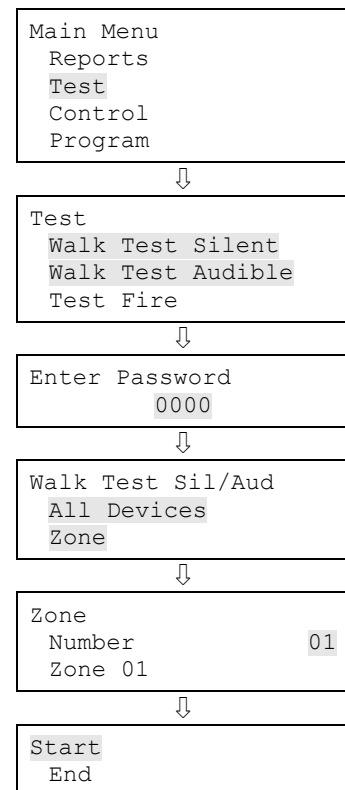 Main Menu
Reports
Test
Control
Program
Test
Walk Test Silent
Walk Test Audible
Test Fire
Enter Password
0000
Walk Test Sil/Aud
All Devices
Zone
Zone
Number 01
Zone 01
Start
End